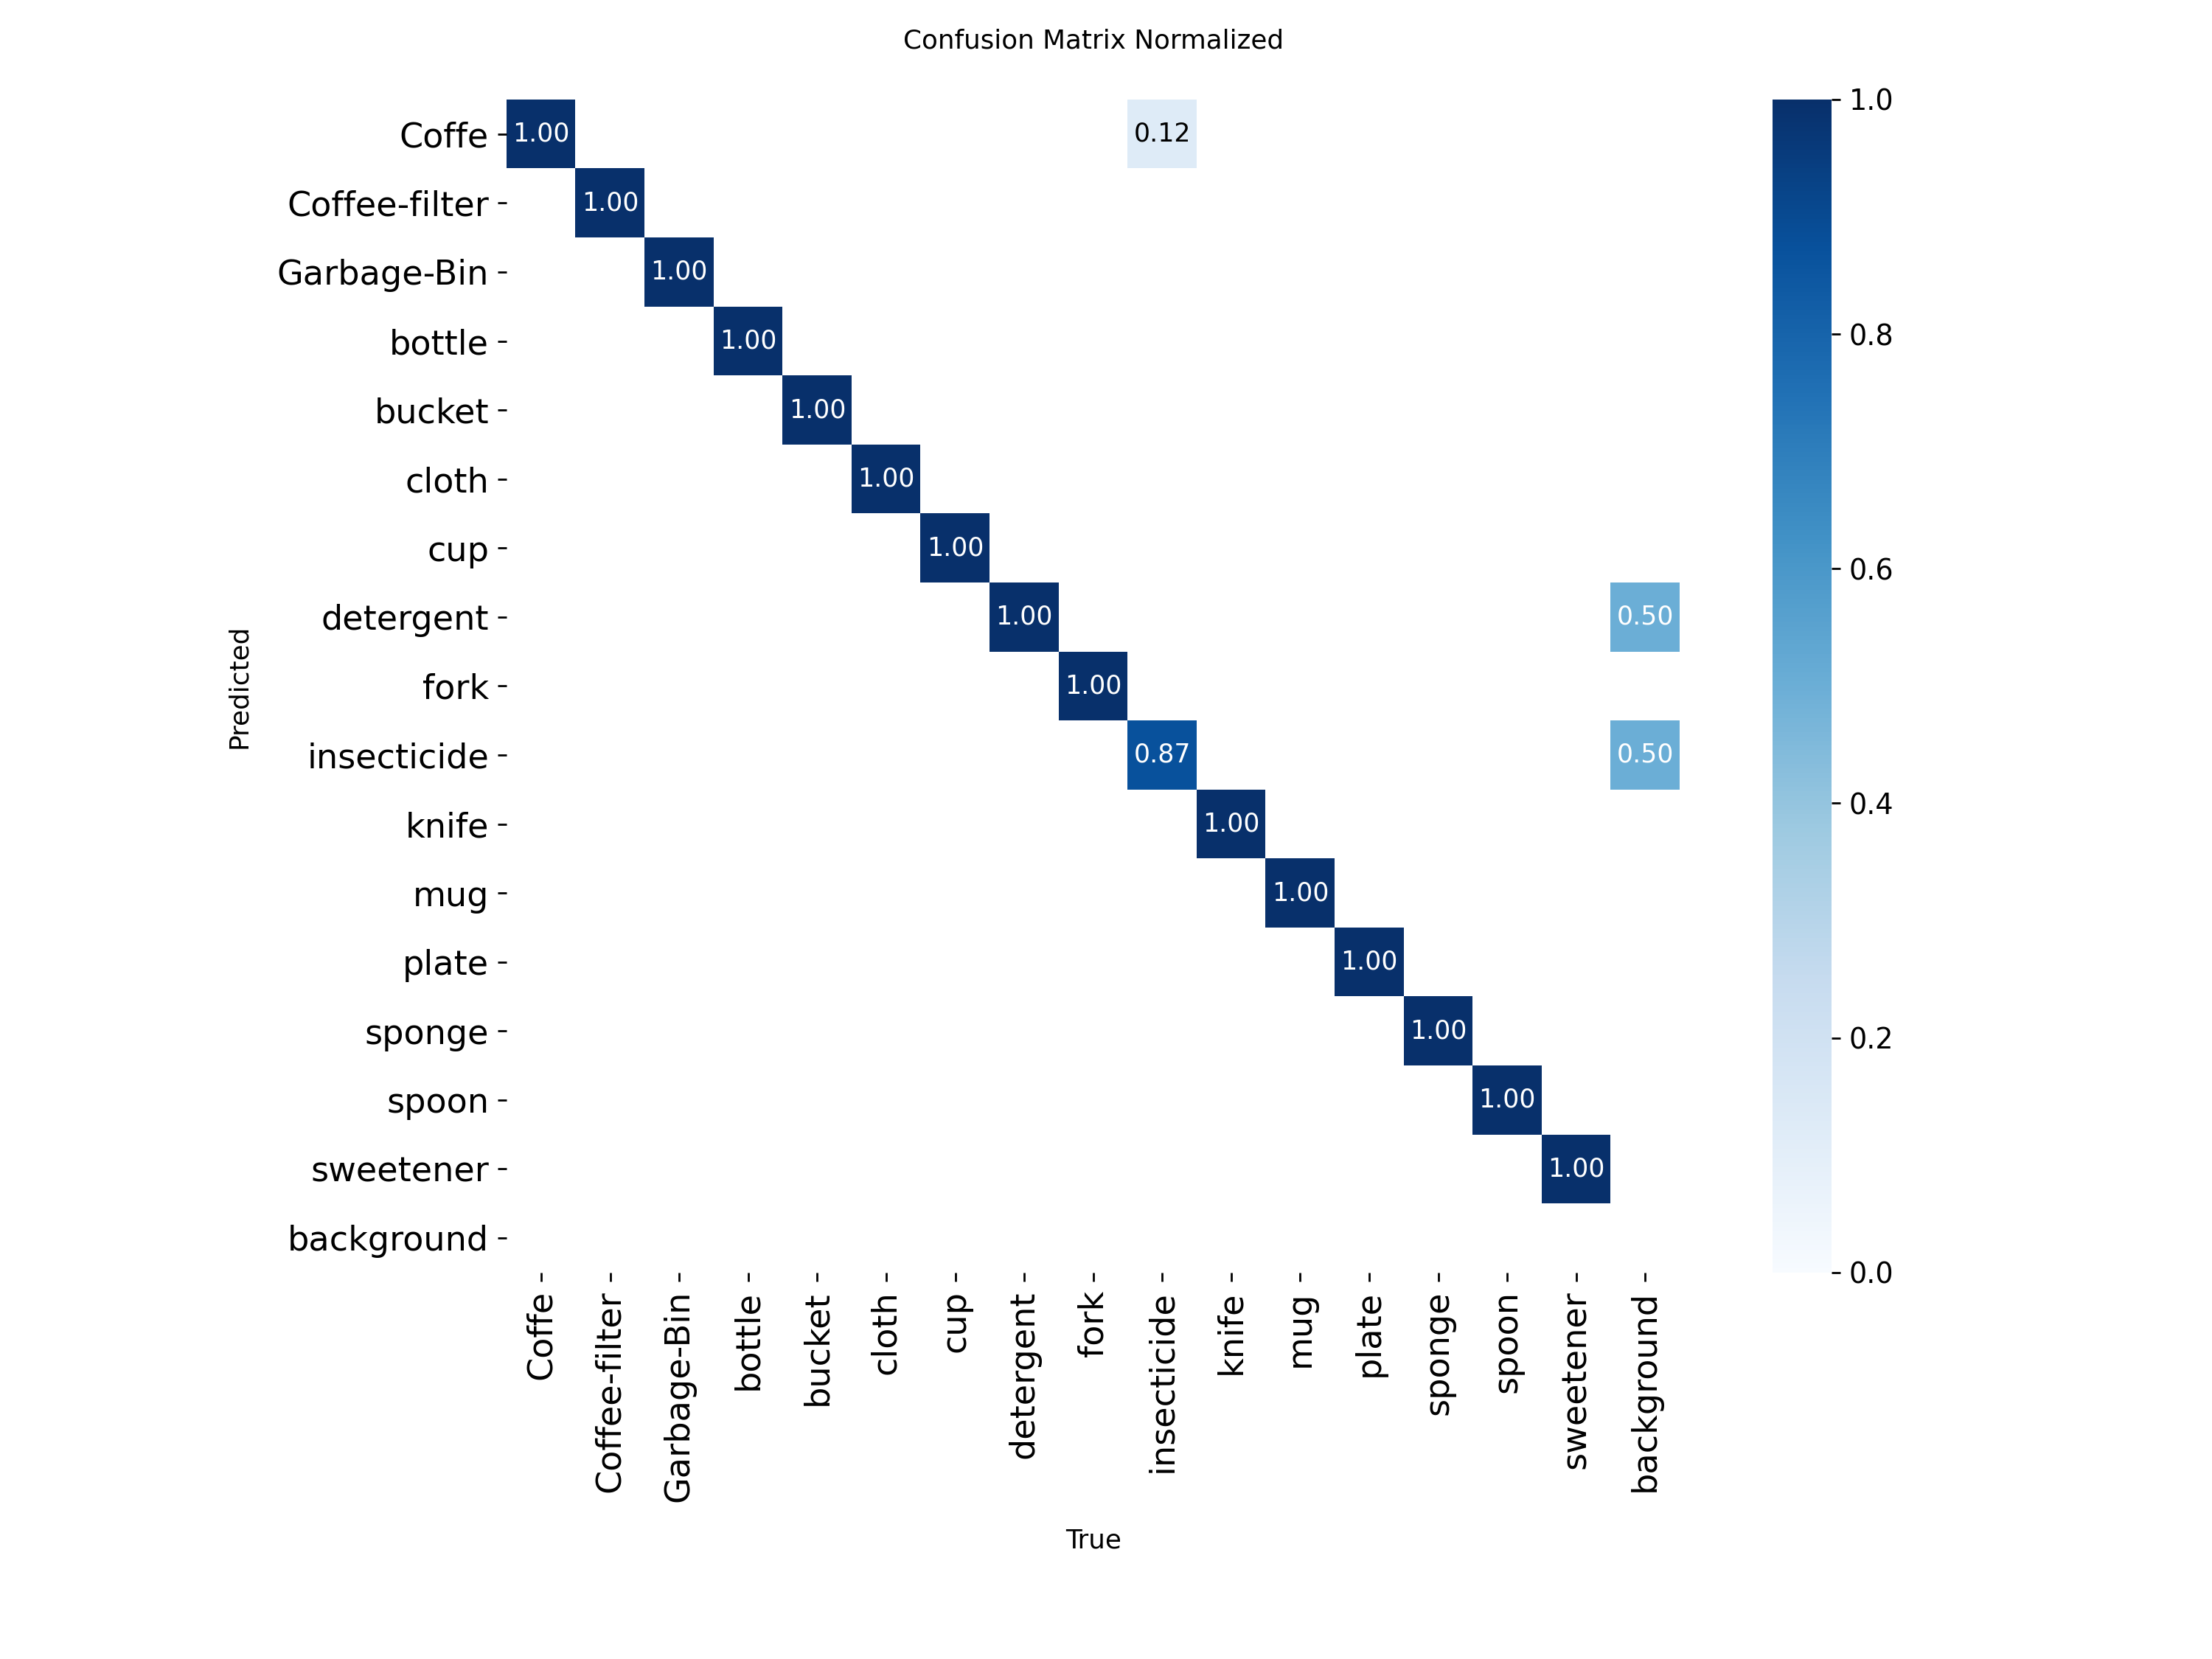 Confusion Matrix Normalized
Coffe 1.00 0.12 1.0
Coffee-filter 1.00
Garbage-Bin 1.00
bottle 1.00 0.8
bucket 1.00
cloth 1.00
cup 1.00 0.6
detergent 1.00 0.50
Predicted
fork 1.00
insecticide 0.87 0.50
knife 1.00 0.4
mug 1.00
plate 1.00
sponge 1.00 0.2
spoon 1.00
sweetener 1.00
background 0.0
Coffe Coffee-filter Garbage-Bin bottle bucket cloth cup detergent fork insecticide knife mug plate sponge spoon sweetener background
True